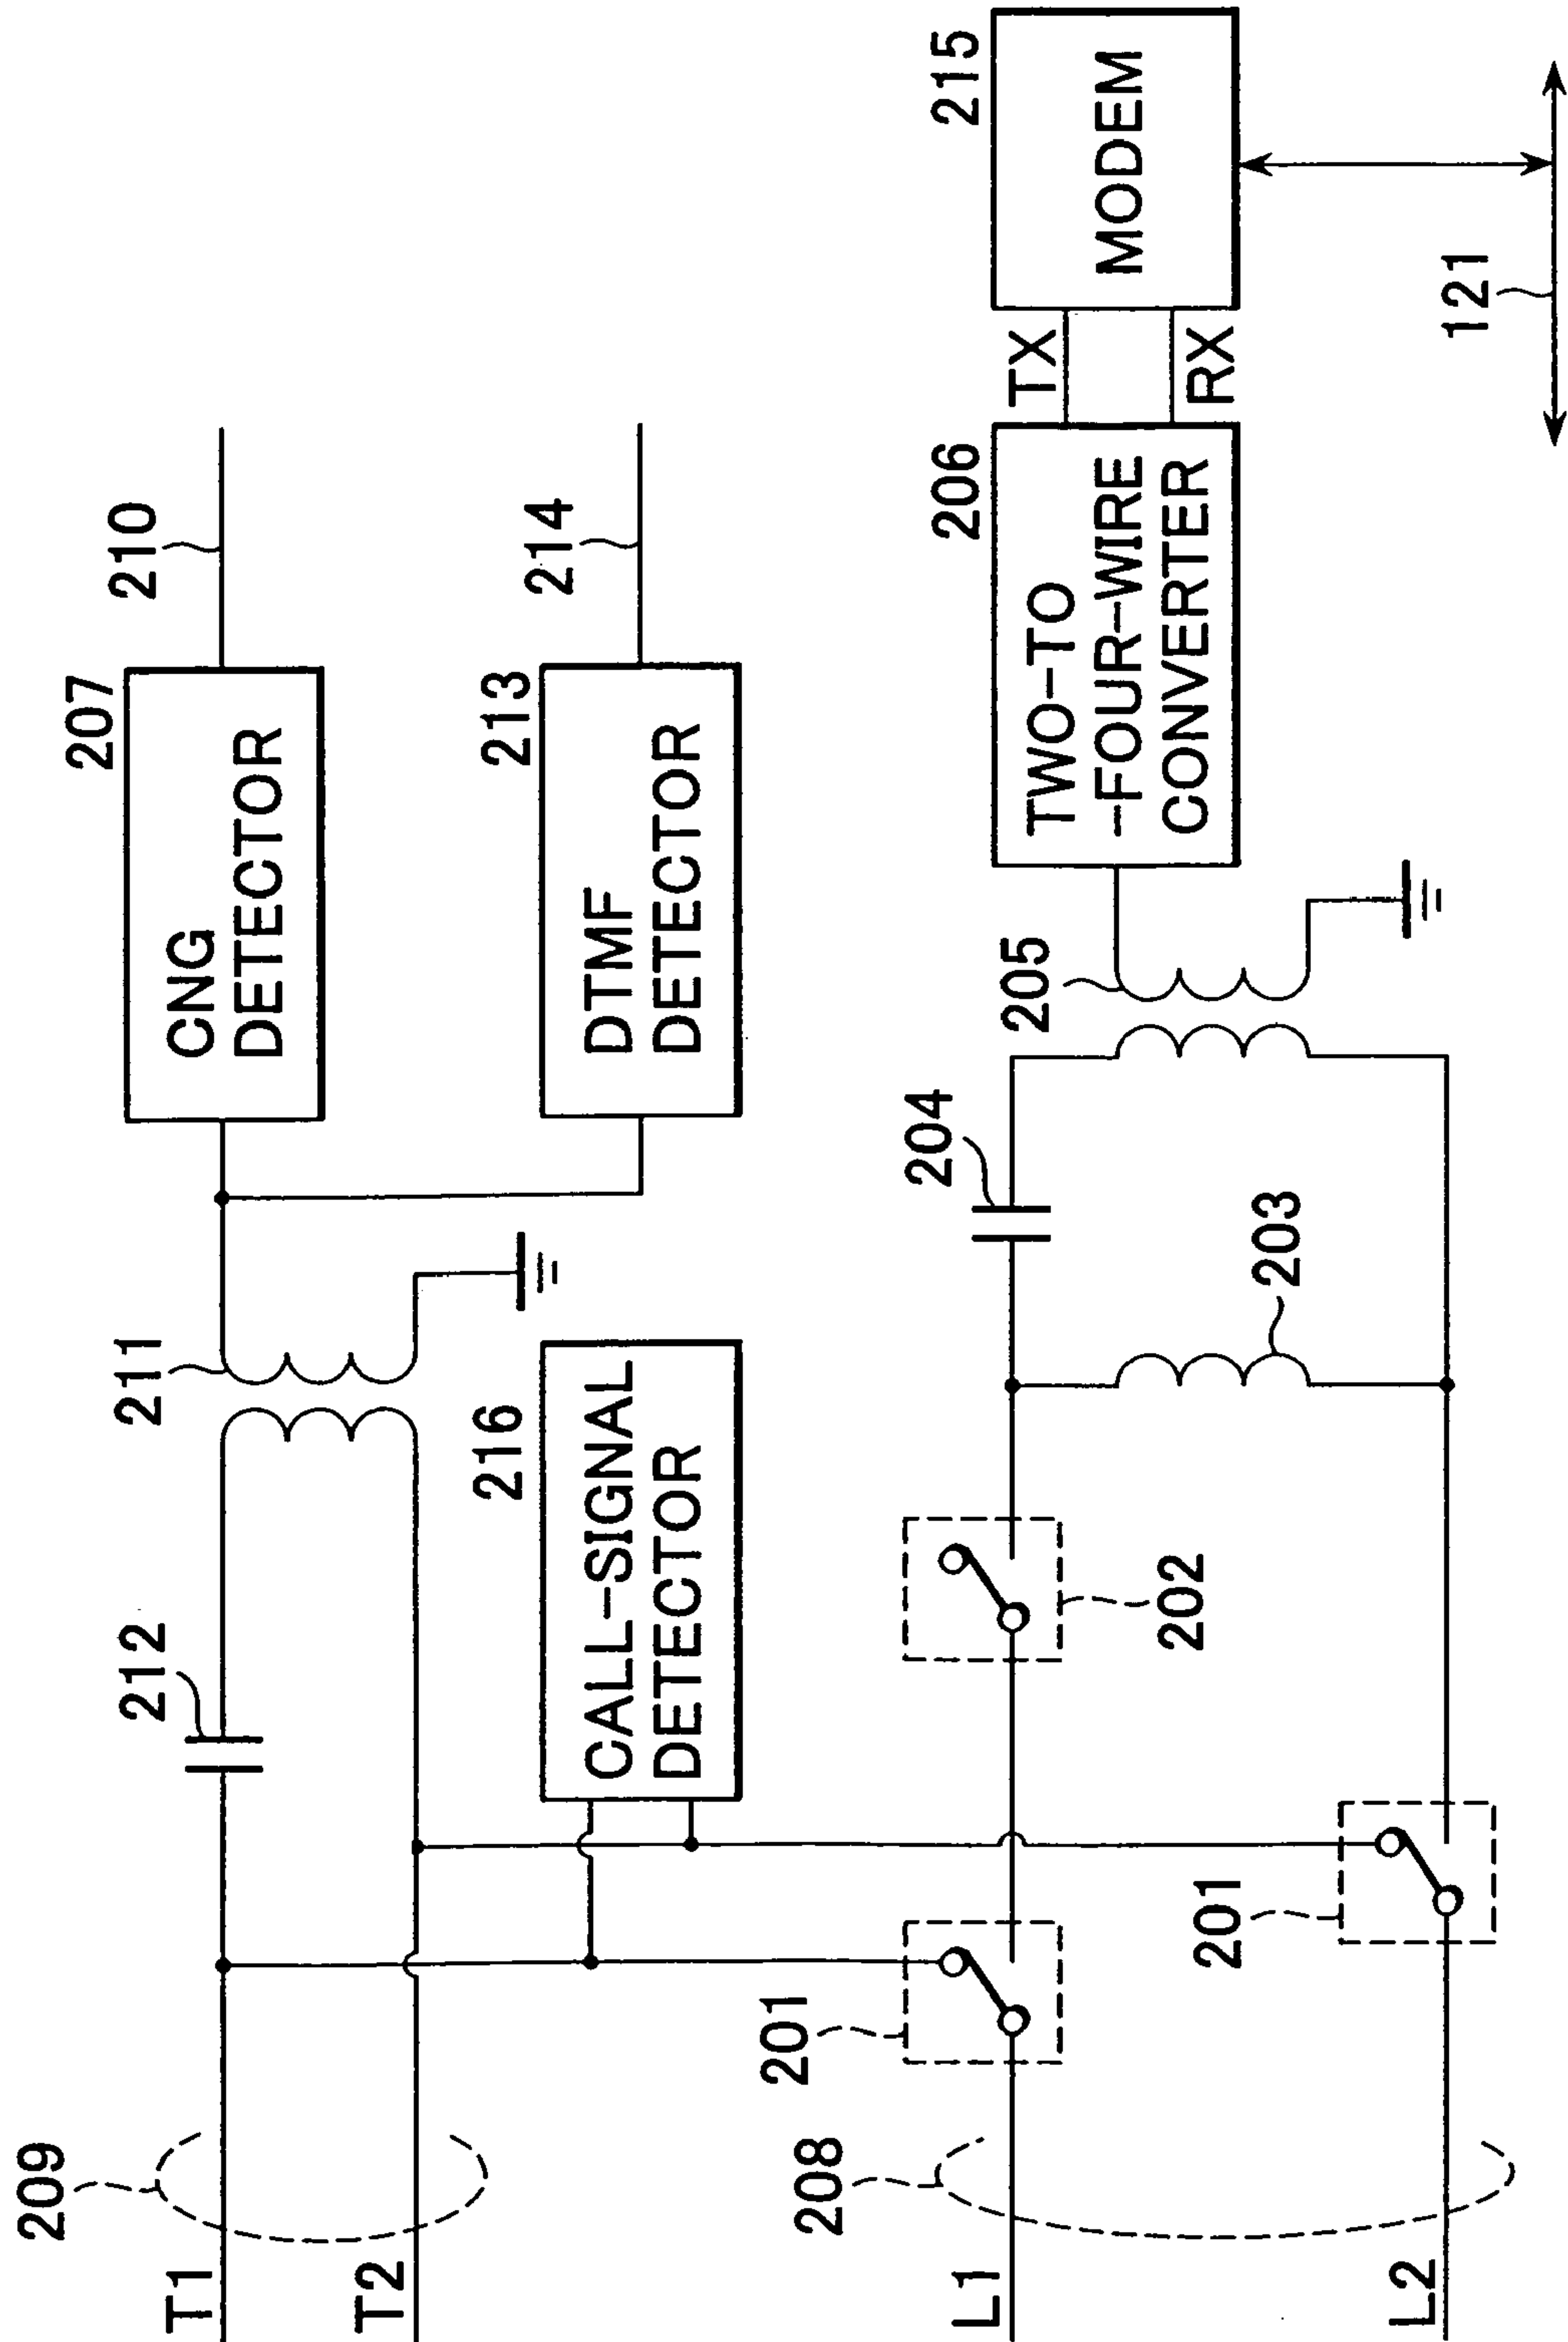 207
CNG
DETECTOR
210
213
DTMF
DETECTOR
214
211
212
209
T1
T2
216
CALL-SIGNAL
DETECTOR
215
MODEM
TX
RX
206
TWO-TO
-FOUR-WIRE
CONVERTER
205
204
203
202
201
201
208
L1
L2
121